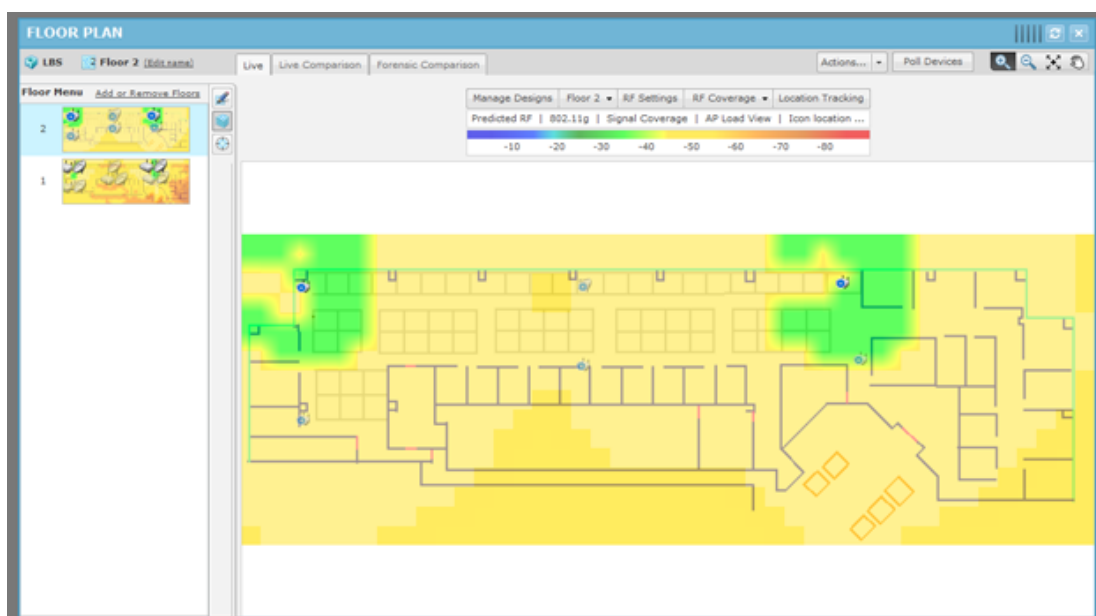 FLOOR PLAN
LBS Floor 2 (Edit name) Live Live Comparison Forensic Comparison Actions... Poll Devices
Floor Menu Add or Remove Floors
Manage Designs Floor 2 RF Settings RF Coverage Location Tracking
Predicted RF | 802.11g | Signal Coverage | AP Load View | Icon location ...
-10 -20 -30 -40 -50 -60 -70 -80
2
1